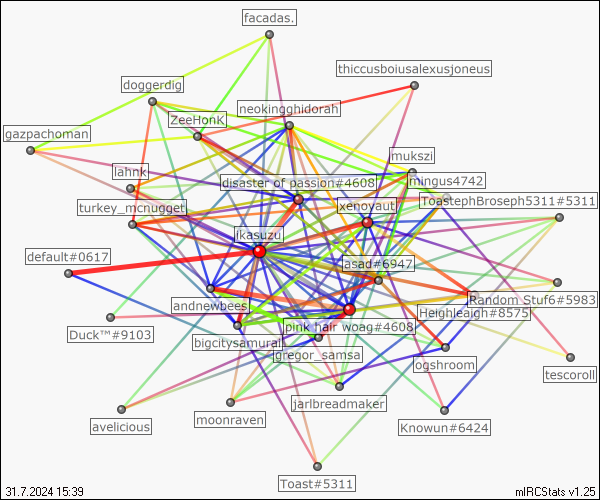 facadas.
thiccusboiusalexusjoneus
doggerdig
neokingghidorah
ZeeHonK
gazpachoman
mukszi
lahnk
disaster of passion#4608
mingus4742
ToastephBroseph5311#5311
xenoyaut
turkey_mcnugget
jkasuzu
default#0617
asad#6947
andnewbees
Random Stuf6#5983
Heighleaigh#8575
pink hair woag#4608
Duck™#9103
bigcitysamurai
gregor_samsa
ogshroom
tescoroll
jarlbreadmaker
avelicious
moonraven
Knowun#6424
Toast#5311
31.7.2024 15:39
mIRCStats v1.25